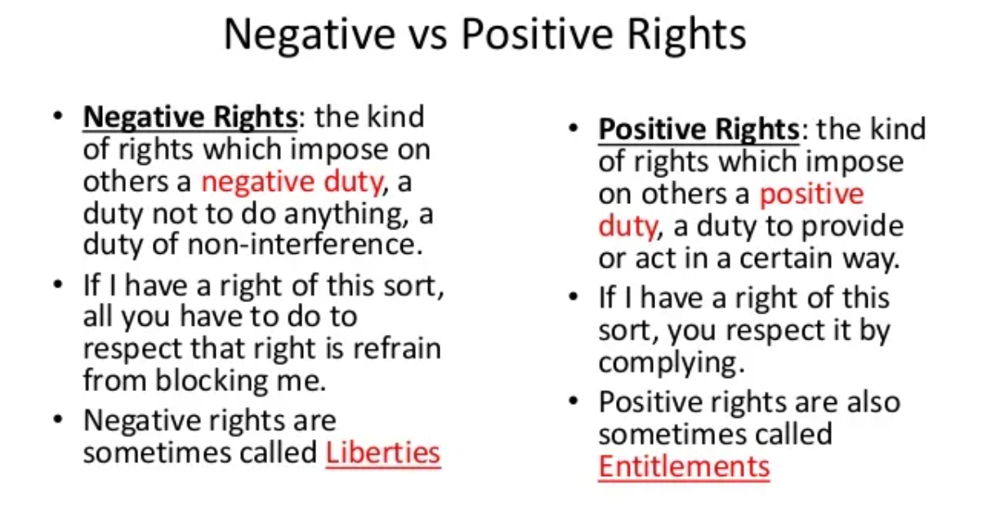 Negative vs Positive Rights
• Negative Rights: the kind
of rights which impose on
others a negative duty, a
duty not to do anything, a
duty of non-interference.
• If I have a right of this sort,
all you have to do to
respect that right is refrain
from blocking me.
• Negative rights are
sometimes called Liberties
• Positive Rights: the kind
of rights which impose
on others a positive
duty, a duty to provide
or act in a certain way.
• If I have a right of this
sort, you respect it by
complying.
• Positive rights are also
sometimes called
Entitlements